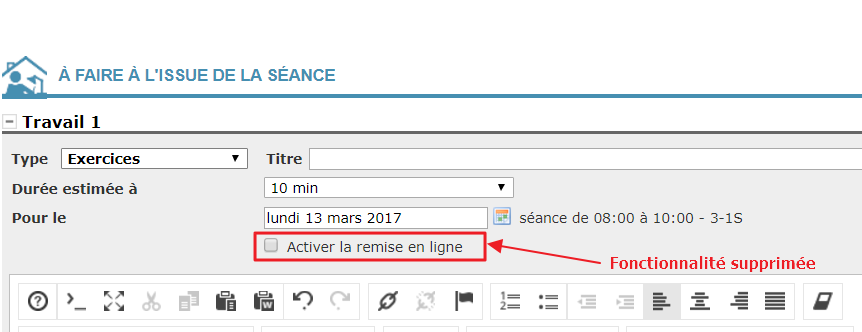 À FAIRE À L'ISSUE DE LA SÉANCE
Travail 1
Type Exercices Titre
Durée estimée à 10 min
Pour le lundi 13 mars 2017 séance de 08:00 à 10:00 - 3-1S
Activer la remise en ligne
Fonctionnalité supprimée